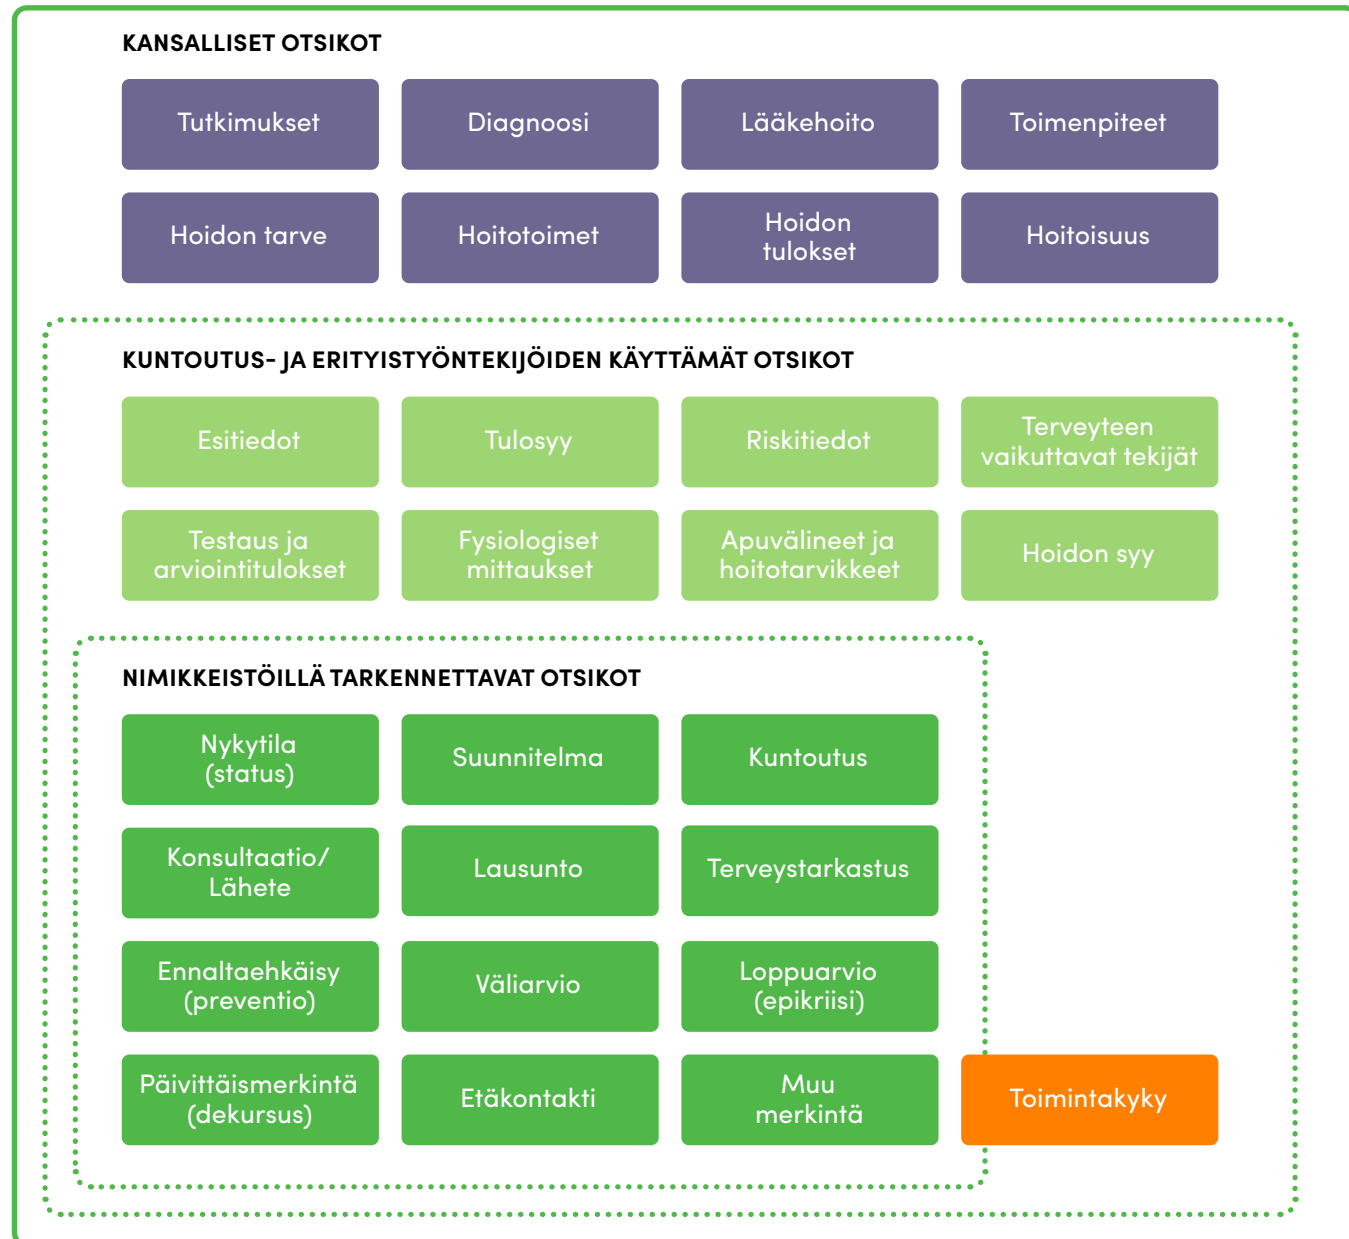 KANSALLISET OTSIKOT
Tutkimukset
Diagnoosi
Lääkehoito
Toimenpiteet
Hoidon tarve
Hoitotoimet
Hoidon
tulokset
Hoitoisuus
KUNTOUTUS- JA ERITYISTYÖNTEKIJÖIDEN KÄYTTÄMÄT OTSIKOT
Esitiedot
Tulosyy
Riskitiedot
Terveyteen
vaikuttavat tekijät
Testaus ja
arviointitulokset
Fysiologiset
mittaukset
Apuvälineet ja
hoitotarvikkeet
Hoidon syy
NIMIKKEISTÖILLÄ TARKENNETTAVAT OTSIKOT
Nykytila
(status)
Suunnitelma
Kuntoutus
Konsultaatio/
Lähete
Lausunto
Terveystarkastus
Ennaltaehkäisy
(preventio)
Väliarvio
Loppuarvio
(epikriisi)
Päivittäismerkintä
(dekursus)
Etäkontakti
Muu
merkintä
Toimintakyky